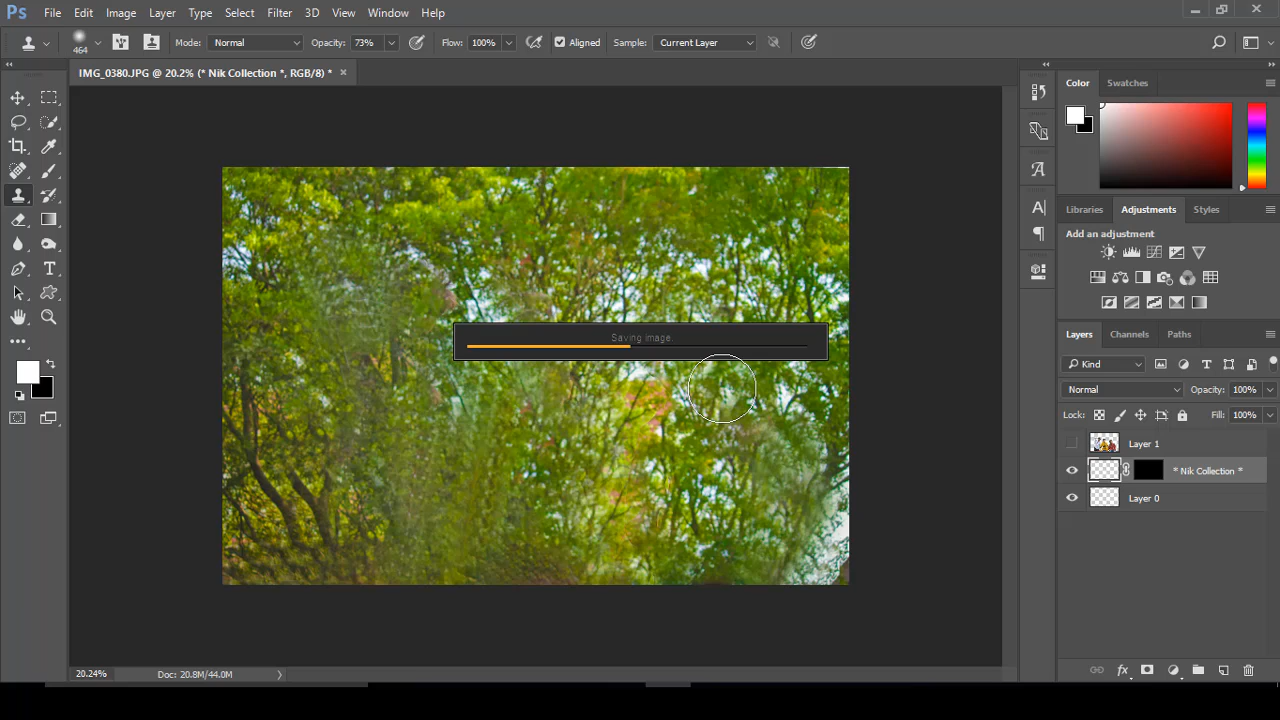 Ps File Edit Image Layer Type Select Filter 3D View Window Help
464 Mode: Normal Opacity: 73% Flow: 100% Aligned Sample: Current Layer
IMG_0380.JPG @ 20.2% (* Nik Collection *, RGB/8) *
Color Swatches
Libraries Adjustments Styles
Add an adjustment
Saving image.
Layers Channels Paths
Kind
Normal Opacity: 100%
Lock: Fill: 100%
Layer 1
* Nik Collection *
Layer 0
20.24% Doc: 20.8M/44.0M